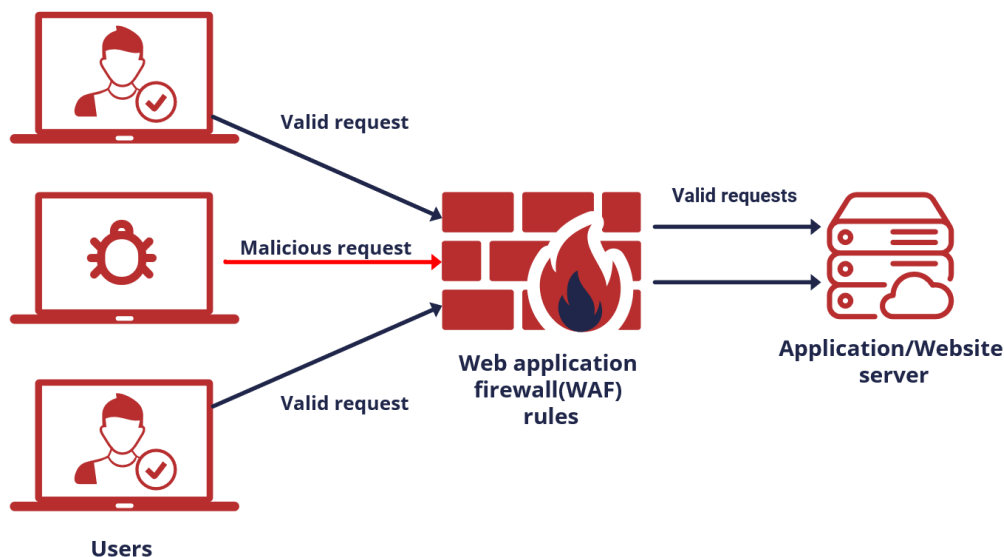 Valid request
Malicious request
Valid request
Users
Web application
firewall(WAF)
rules
Valid requests
Application/Website
server